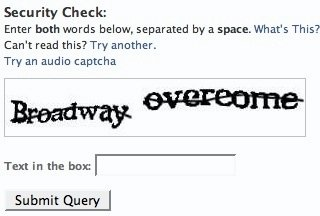 Security Check:
Enter both words below, separated by a space. What's This?
Can't read this? Try another.
Try an audio captcha
Broadway overcome
Text in the box:
Submit Query